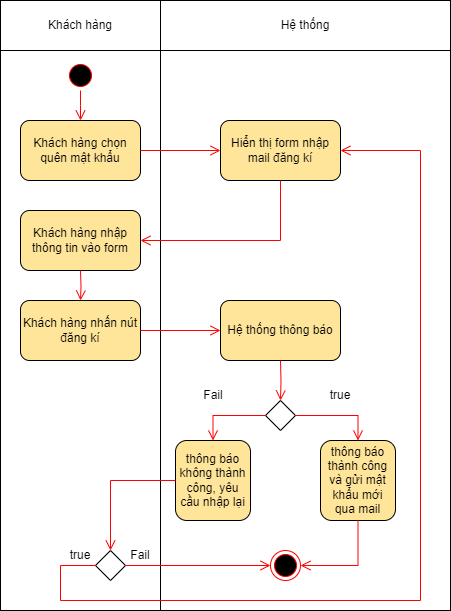 Khách hàng
Hệ thống
Khách hàng chọn
quên mật khẩu
Hiển thị form nhập
mail đăng kí
Khách hàng nhập
thông tin vào form
Khách hàng nhấn nút
đăng kí
Hệ thống thông báo
Fail
true
thông báo
không thành
công, yêu
cầu nhập lại
thông báo
thành công
và gửi mật
khẩu mới
qua mail
true
Fail